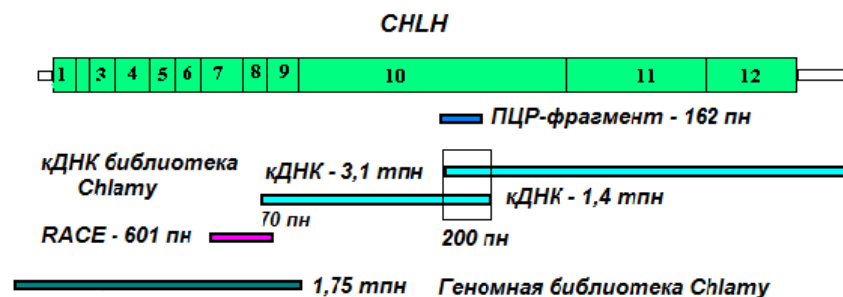 CHLH
1 3 4 5 6 7 8 9 10 11 12
ПЦР-фрагмент - 162 пн
кДНК библиотека
Chlamy
кДНК - 3,1 тпн
кДНК - 1,4 тпн
70 пн
200 пн
RACE - 601 пн
1,75 тпн
Геномная библиотека Chlamy